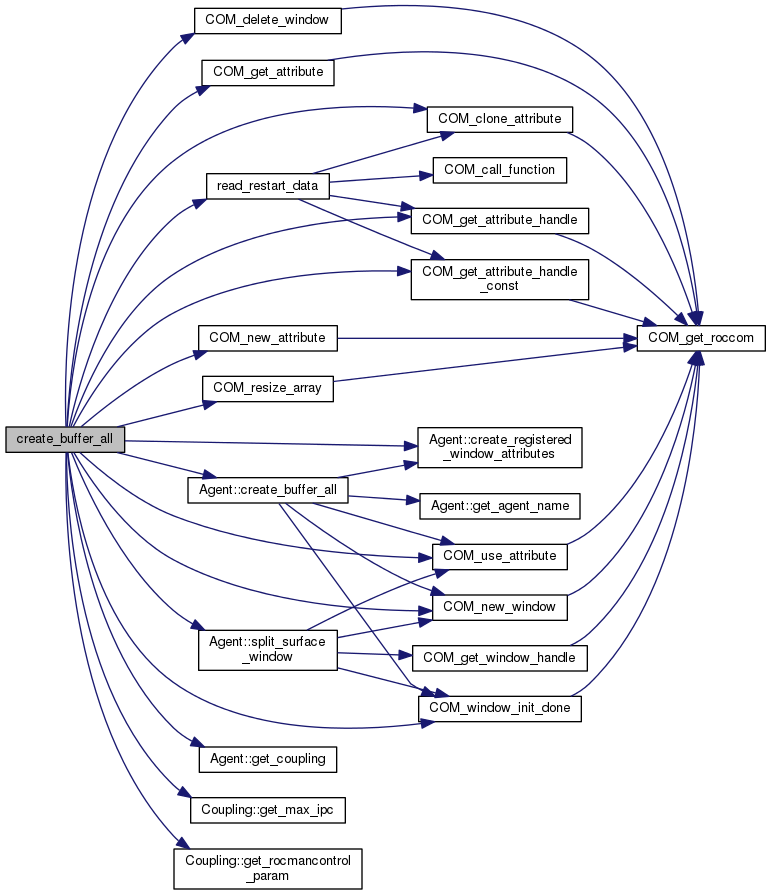 COM_delete_window
COM_get_attribute
COM_clone_attribute
COM_call_function
read_restart_data
COM_get_attribute_handle
COM_get_attribute_handle
_const
COM_new_attribute
COM_get_roccom
COM_resize_array
create_buffer_all
Agent::create_registered
_window_attributes
Agent::create_buffer_all
Agent::get_agent_name
COM_use_attribute
COM_new_window
Agent::split_surface
_window
COM_get_window_handle
COM_window_init_done
Agent::get_coupling
Coupling::get_max_ipc
Coupling::get_rocmancontrol
_param